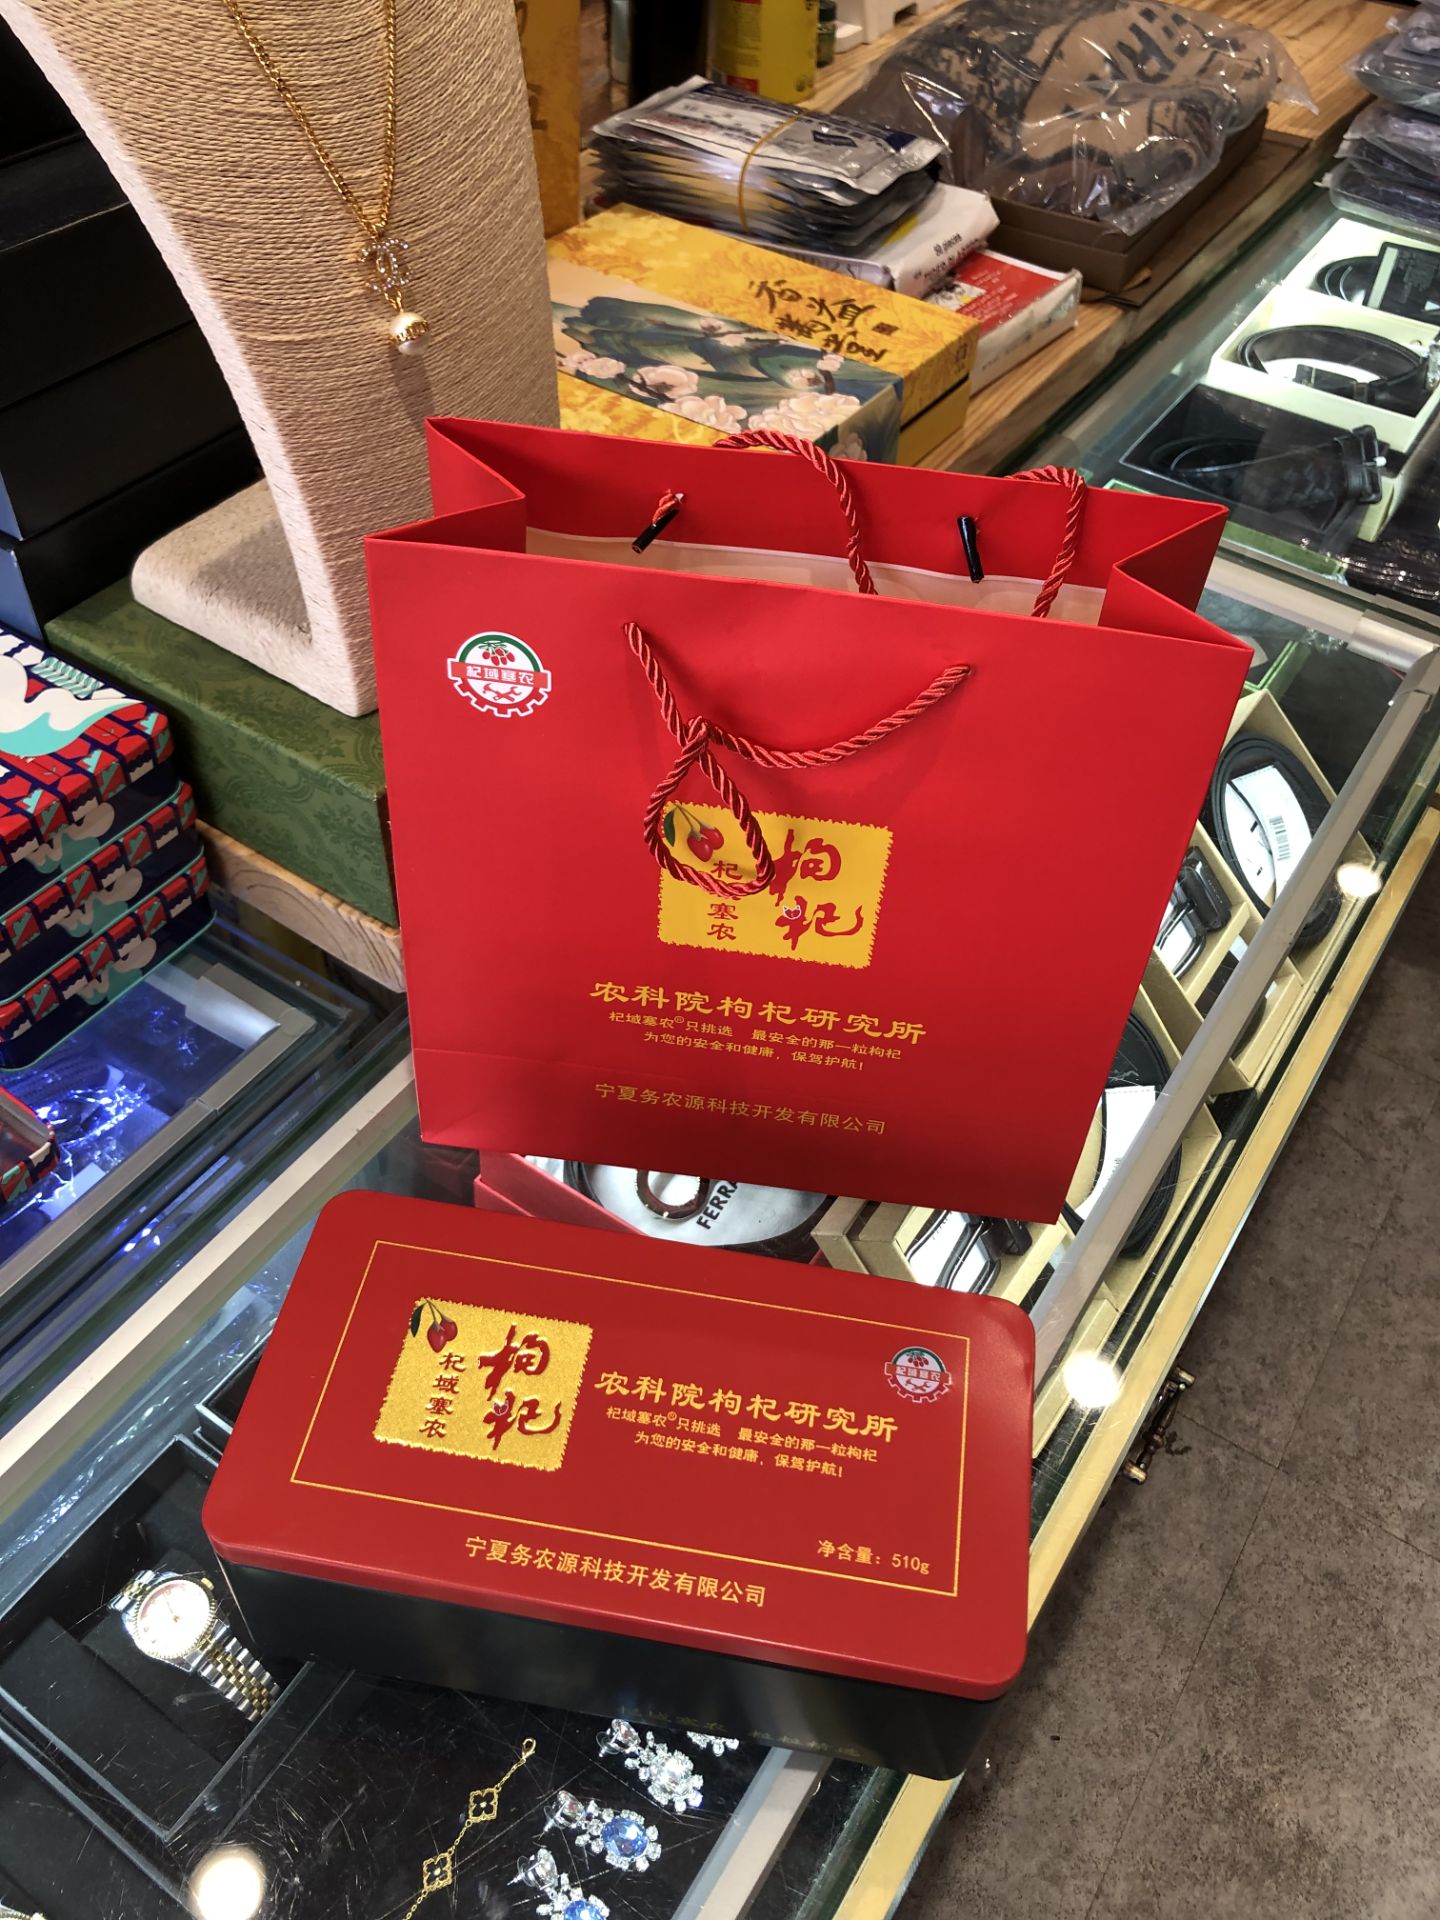 50 pieces
杞域塞农
枸杞
杞
塞农
农科院枸杞研究所
杞域塞农®只挑选 最安全的那一粒枸杞
为您的安全和健康，保驾护航！
宁夏务农源科技开发有限公司
FERRA
枸杞
杞域塞农
杞域塞农
农科院枸杞研究所
杞域塞农®只挑选 最安全的那一粒枸杞
为您的安全和健康，保驾护航！
净含量：510g
宁夏务农源科技开发有限公司